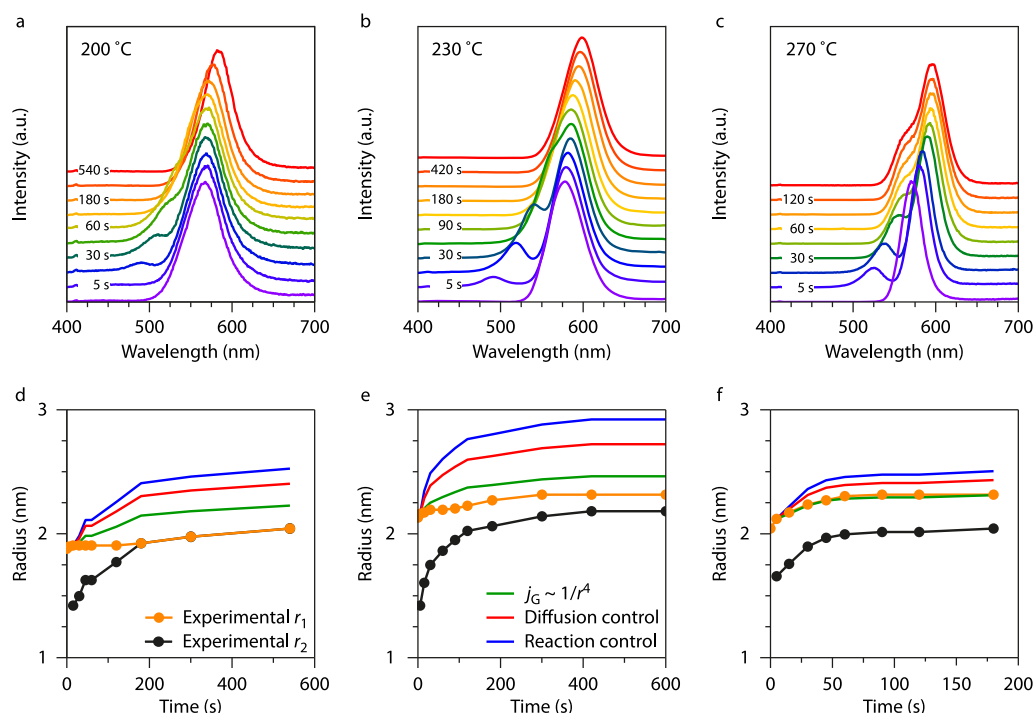 a
200 ˚C
Intensity (a.u.)
540 s
180 s
60 s
30 s
5 s
400 500 600 700
Wavelength (nm)
b
230 ˚C
Intensity (a.u.)
420 s
180 s
90 s
30 s
5 s
400 500 600 700
Wavelength (nm)
c
270 ˚C
Intensity (a.u.)
120 s
60 s
30 s
5 s
400 500 600 700
Wavelength (nm)
d
3
2
1
Radius (nm)
Experimental r1
Experimental r2
0 200 400 600
Time (s)
e
3
2
1
Radius (nm)
jG ~ 1/r⁴
Diffusion control
Reaction control
0 100 200 300 400 500 600
Time (s)
f
3
2
1
Radius (nm)
0 50 100 150 200
Time (s)